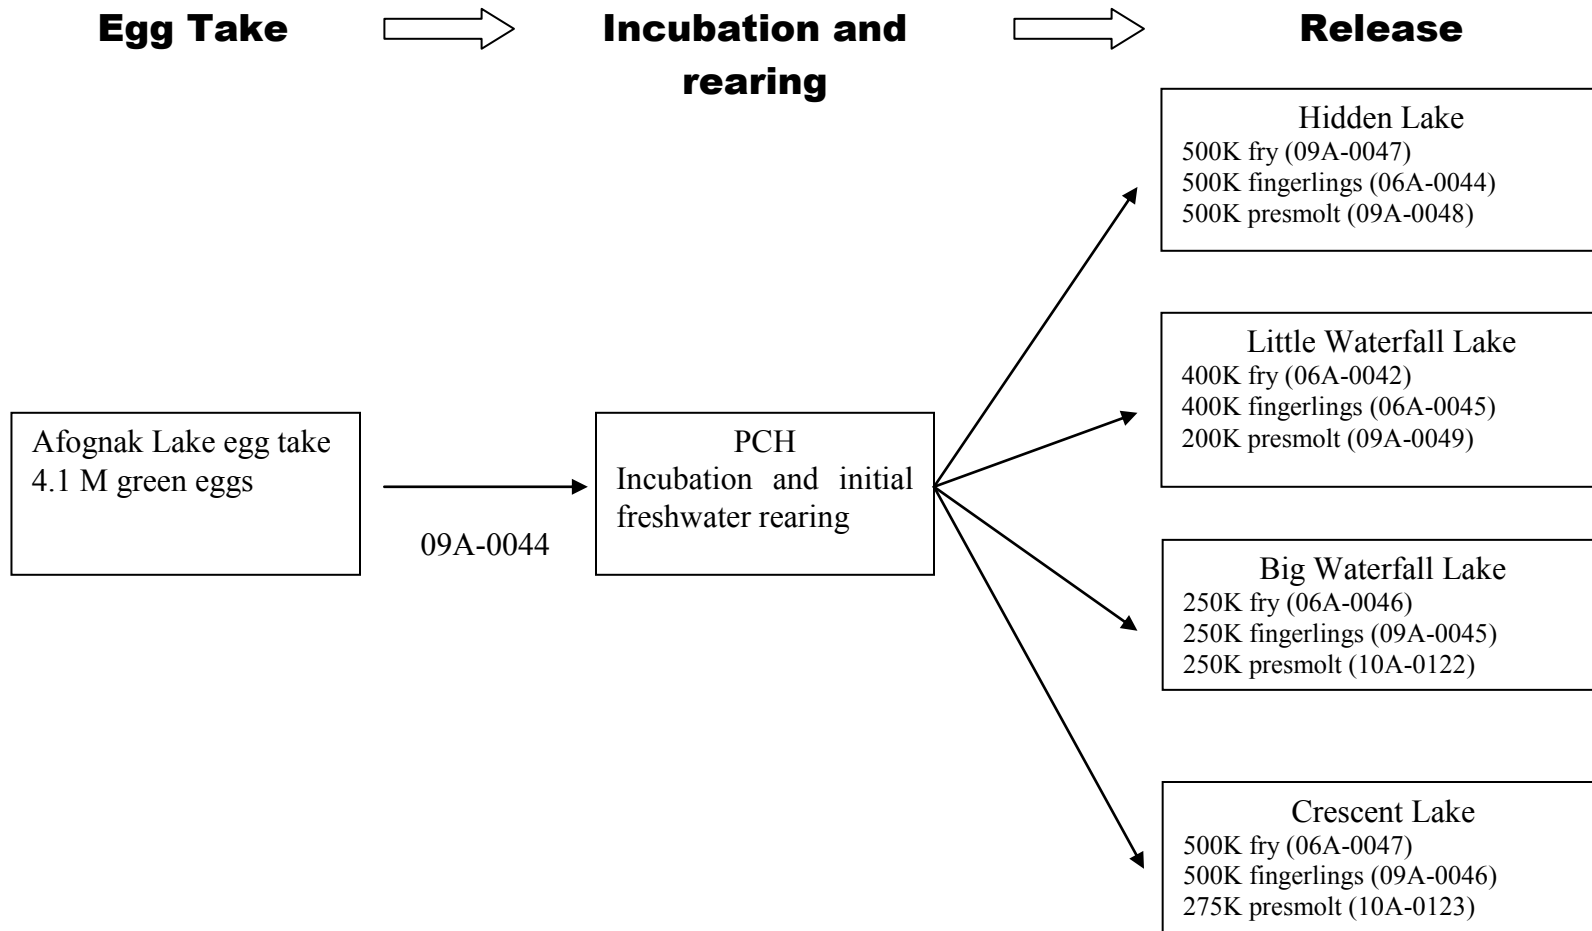 Egg Take
Incubation and
rearing
Release
Hidden Lake
500K fry (09A-0047)
500K fingerlings (06A-0044)
500K presmolt (09A-0048)
Little Waterfall Lake
400K fry (06A-0042)
400K fingerlings (06A-0045)
200K presmolt (09A-0049)
Afognak Lake egg take
4.1 M green eggs
09A-0044
PCH
Incubation and initial
freshwater rearing
Big Waterfall Lake
250K fry (06A-0046)
250K fingerlings (09A-0045)
250K presmolt (10A-0122)
Crescent Lake
500K fry (06A-0047)
500K fingerlings (09A-0046)
275K presmolt (10A-0123)